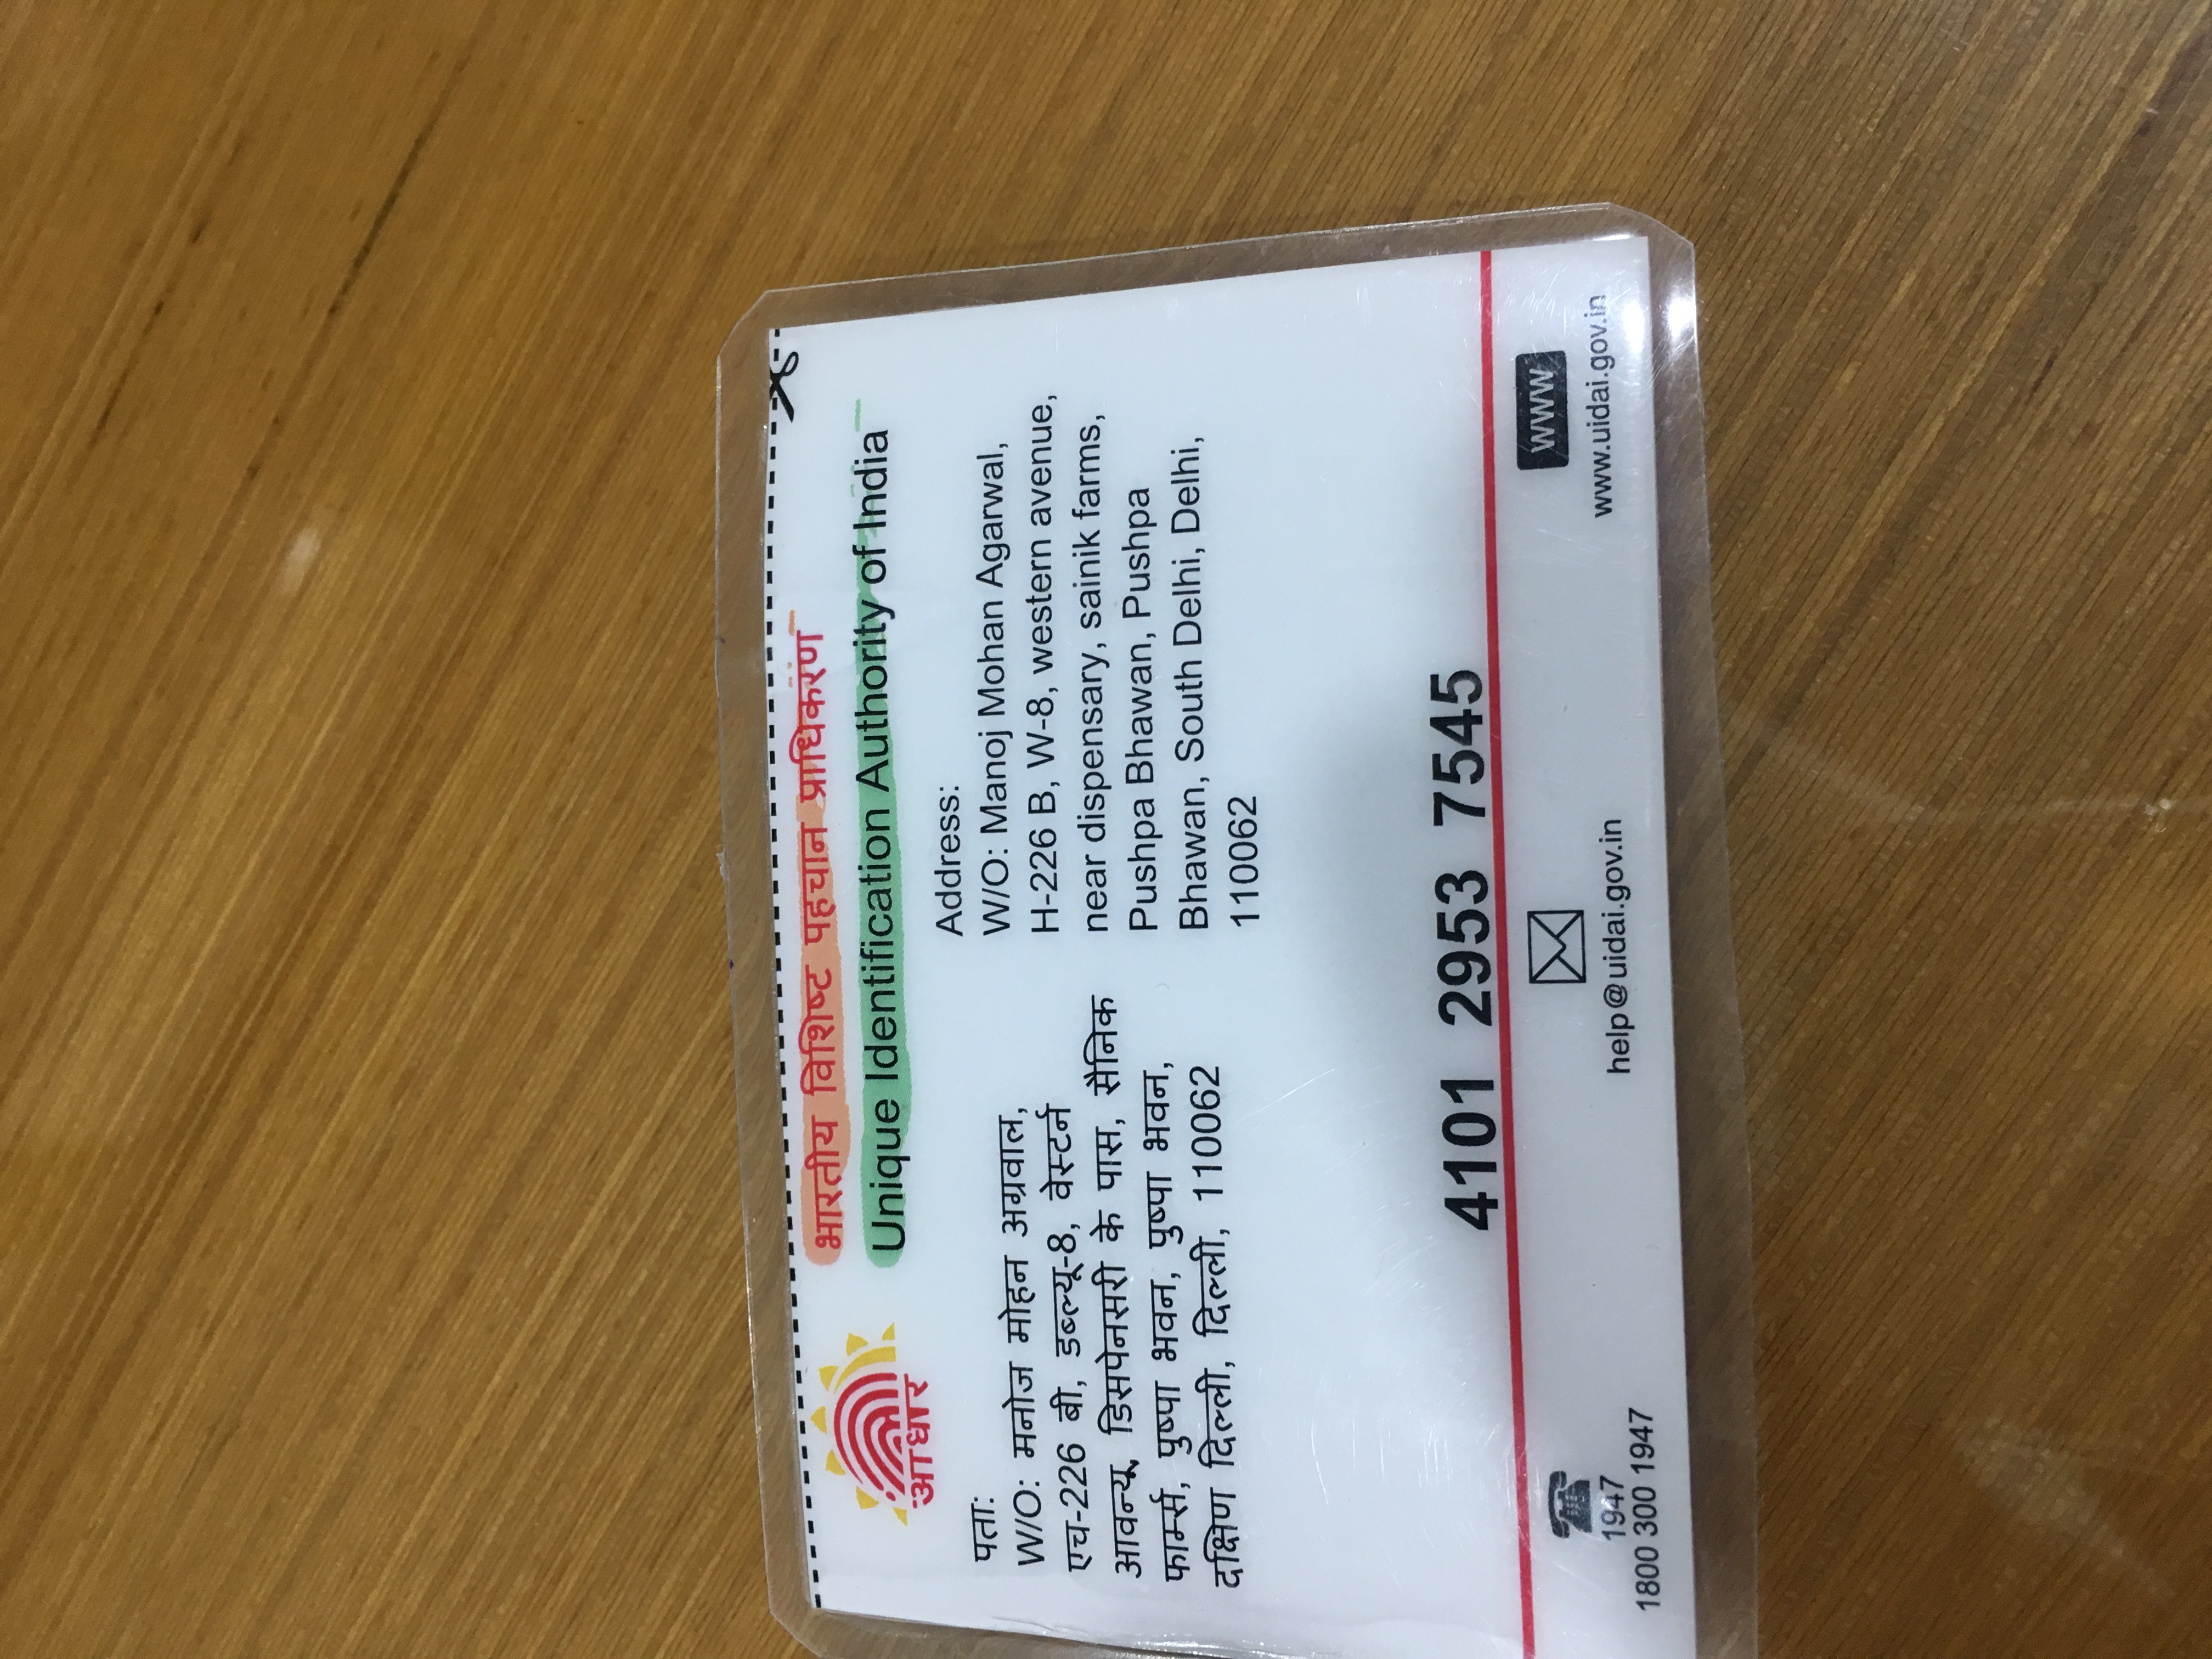 भारतीय विशिष्ट पहचान प्राधिकरण
Unique Identification Authority of India
आधार
पता:
W/O: मनोज मोहन अग्रवाल,
एच-226 बी, डब्ल्यू-8, वेस्टर्न
आवन्यू, डिसपेनसरी के पास, सैनिक
फार्म्स, पुष्पा भवन, पुष्पा भवन,
दक्षिण दिल्ली, दिल्ली, 110062
Address:
W/O: Manoj Mohan Agarwal,
H-226 B, W-8, western avenue,
near dispensary, sainik farms,
Pushpa Bhawan, Pushpa
Bhawan, South Delhi, Delhi,
110062
4101 2953 7545
1947
1800 300 1947
help@uidai.gov.in
WWW
www.uidai.gov.in